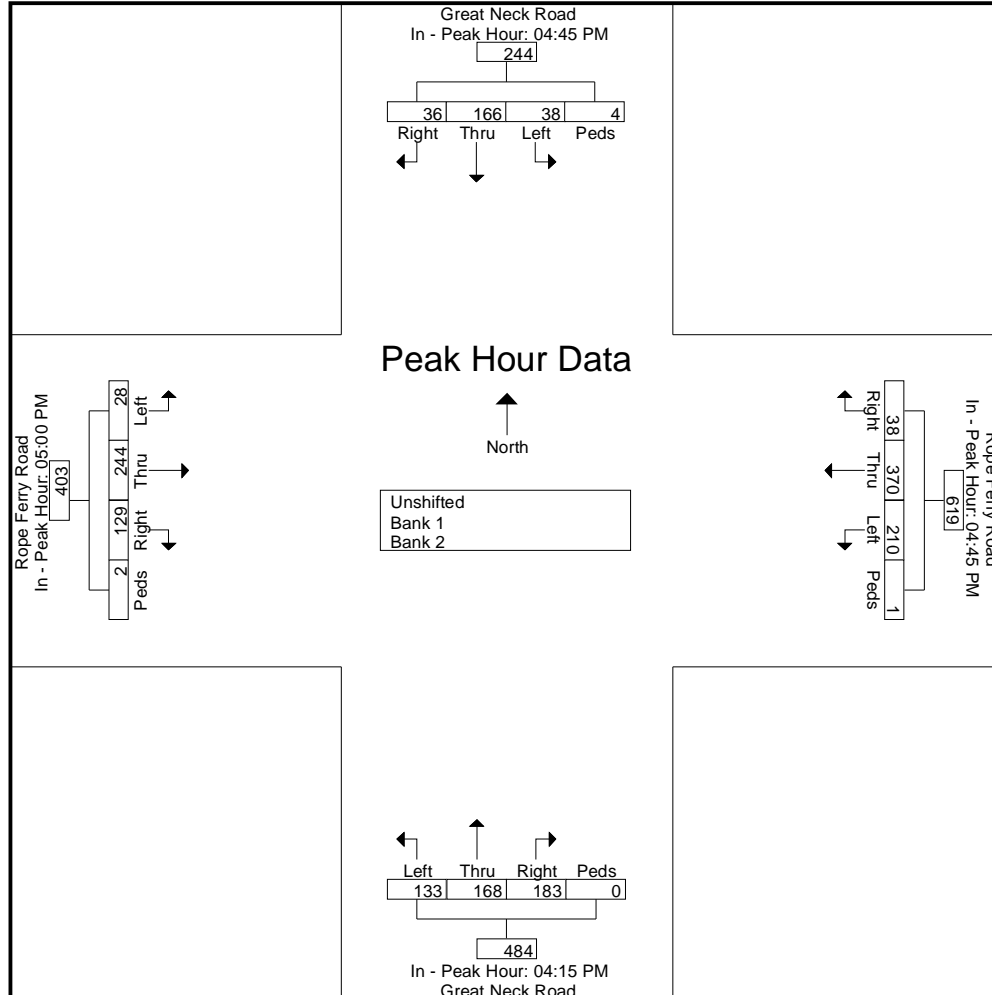 Great Neck Road
In - Peak Hour: 04:45 PM
244
36 166 38 4
Right Thru Left Peds
Peak Hour Data
North
Unshifted
Bank 1
Bank 2
Rope Ferry Road
In - Peak Hour: 05:00 PM
403
28 244 129 2
Left Thru Right Peds
Rope Ferry Road
In - Peak Hour: 04:45 PM
619
38 370 210 1
Right Thru Left Peds
Left Thru Right Peds
133 168 183 0
484
In - Peak Hour: 04:15 PM
Great Neck Road